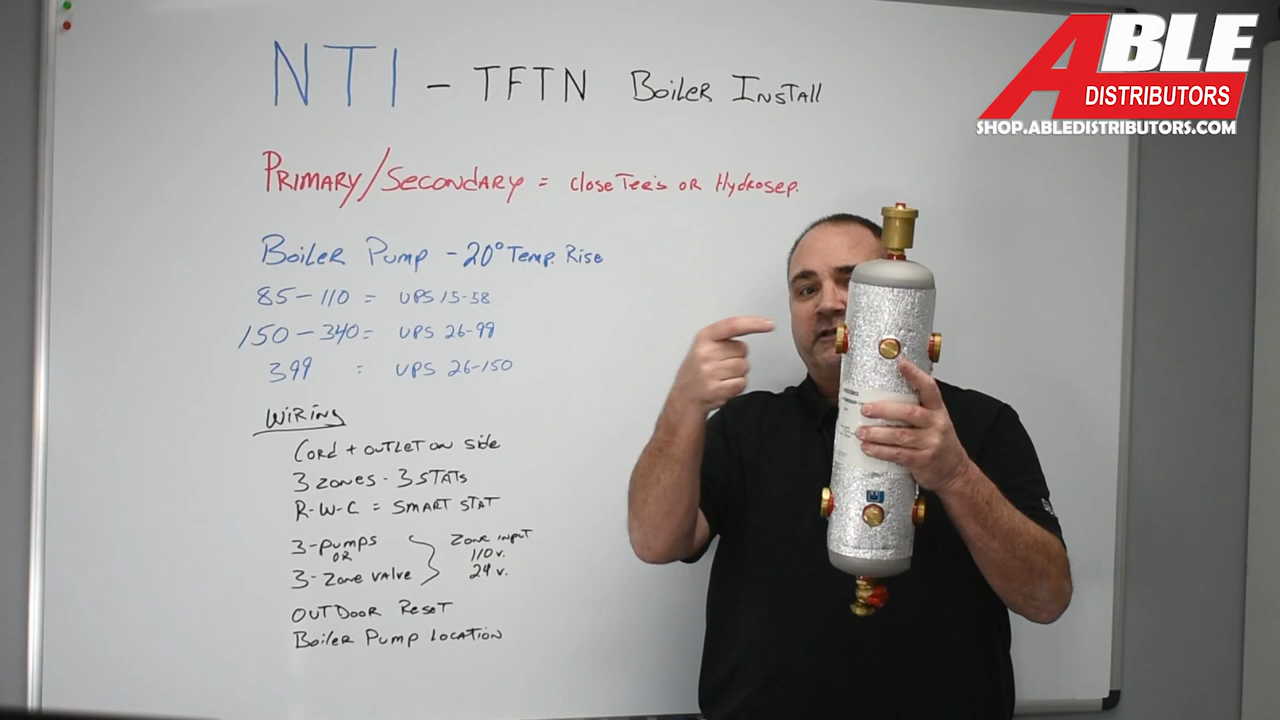 NTI - TFTN Boiler Install
ABLE
DISTRIBUTORS
SHOP.ABLEDISTRIBUTORS.COM
Primary/Secondary = Close Tee's or Hydrosep.
Boiler Pump - 20° Temp. Rise
85-110 = UPS 15-58
150-340 = UPS 26-99
399 = UPS 26-150
Wiring
Cord + outlet on side
3 zones - 3 stats
R-W-C = smart stat
3-pumps
or
3-zone valve
zone input
110v.
24v.
Outdoor Reset
Boiler Pump Location